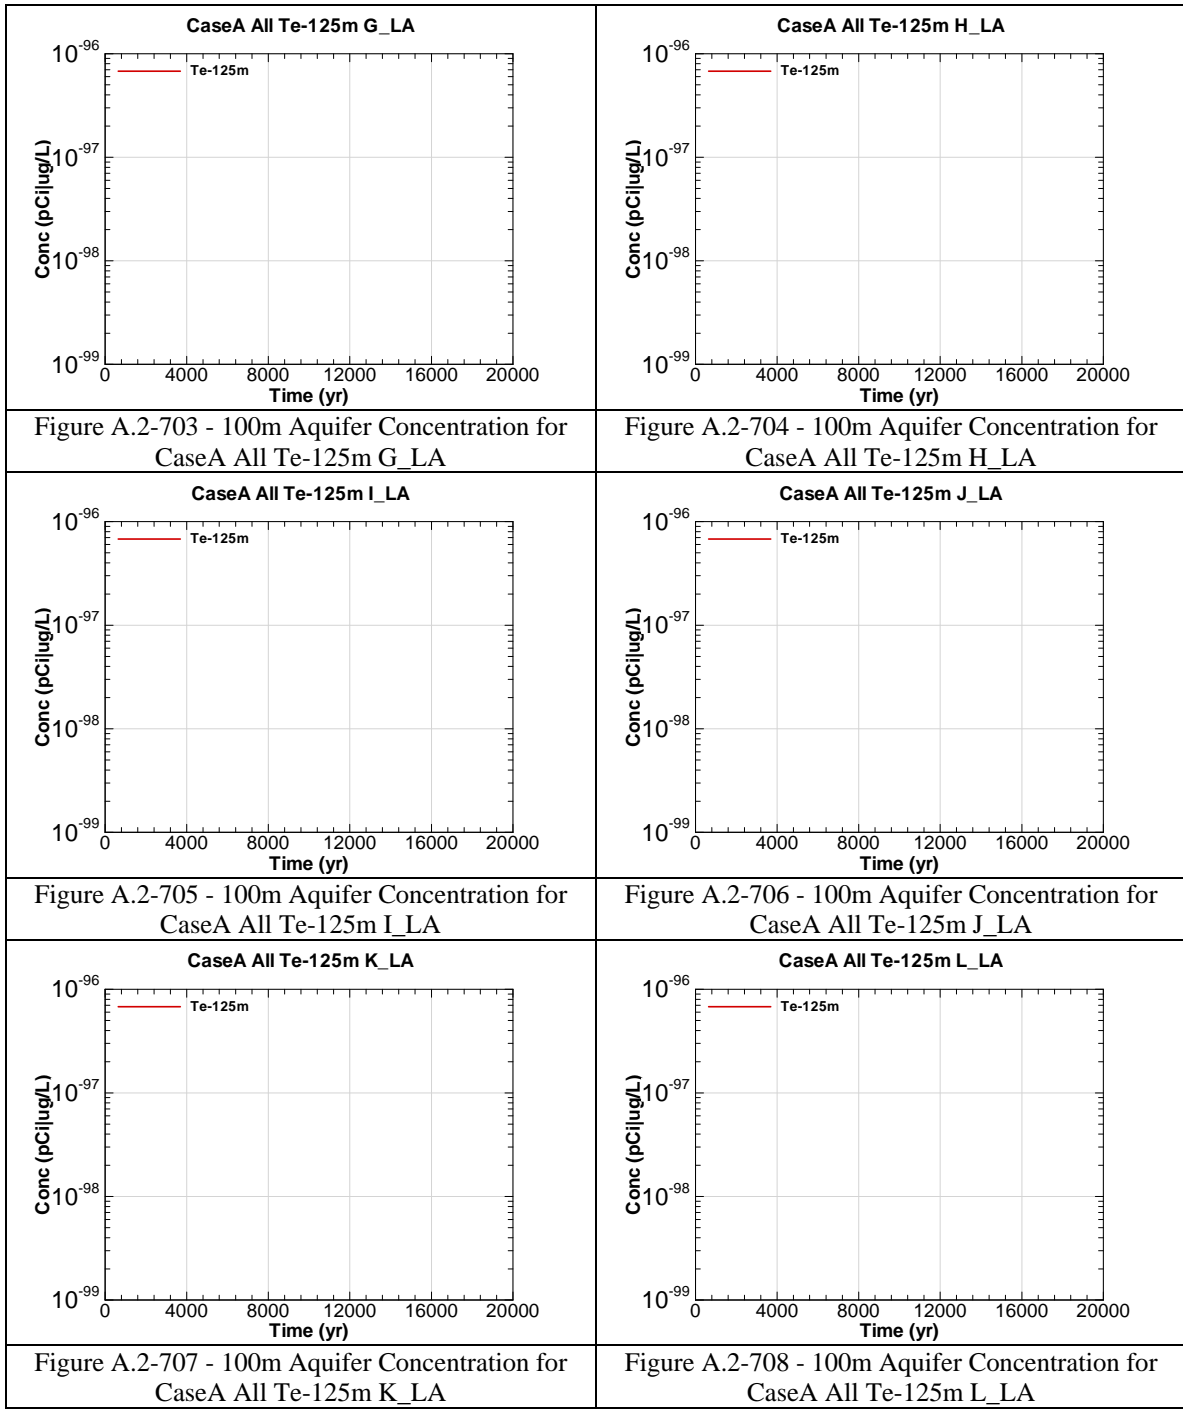 CaseA All Te-125m G_LA
10-96
Te-125m
10-97
10-98
10-99
Conc (pCi|ug/L)
0 4000 8000 12000 16000 20000
Time (yr)
Figure A.2-703 - 100m Aquifer Concentration for
CaseA All Te-125m G_LA
CaseA All Te-125m H_LA
10-96
Te-125m
10-97
10-98
10-99
Conc (pCi|ug/L)
0 4000 8000 12000 16000 20000
Time (yr)
Figure A.2-704 - 100m Aquifer Concentration for
CaseA All Te-125m H_LA
CaseA All Te-125m I_LA
10-96
Te-125m
10-97
10-98
10-99
Conc (pCi|ug/L)
0 4000 8000 12000 16000 20000
Time (yr)
Figure A.2-705 - 100m Aquifer Concentration for
CaseA All Te-125m I_LA
CaseA All Te-125m J_LA
10-96
Te-125m
10-97
10-98
10-99
Conc (pCi|ug/L)
0 4000 8000 12000 16000 20000
Time (yr)
Figure A.2-706 - 100m Aquifer Concentration for
CaseA All Te-125m J_LA
CaseA All Te-125m K_LA
10-96
Te-125m
10-97
10-98
10-99
Conc (pCi|ug/L)
0 4000 8000 12000 16000 20000
Time (yr)
Figure A.2-707 - 100m Aquifer Concentration for
CaseA All Te-125m K_LA
CaseA All Te-125m L_LA
10-96
Te-125m
10-97
10-98
10-99
Conc (pCi|ug/L)
0 4000 8000 12000 16000 20000
Time (yr)
Figure A.2-708 - 100m Aquifer Concentration for
CaseA All Te-125m L_LA